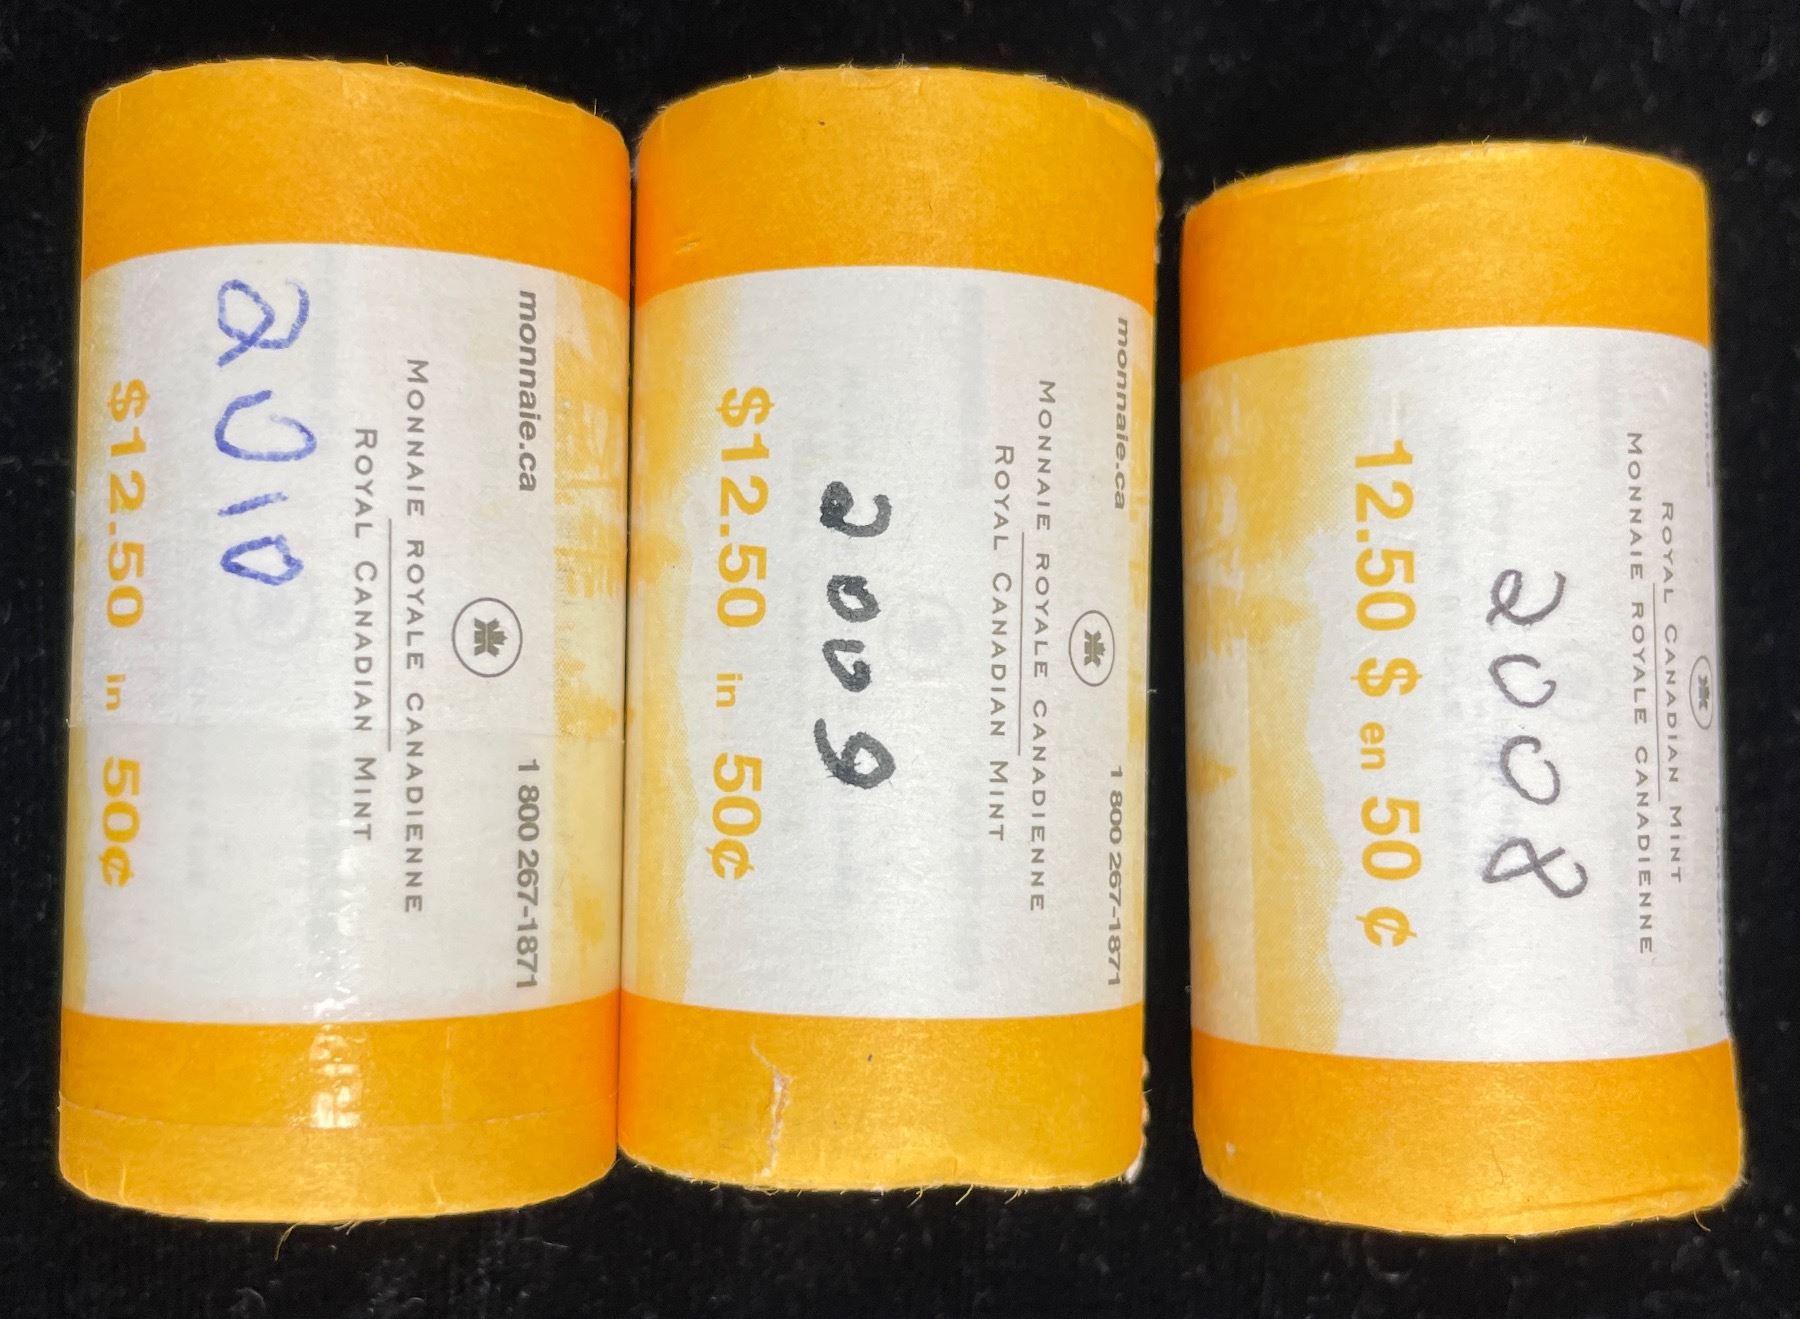 monnaie.ca 1 800 267-1871
MONNAIE ROYALE CANADIENNE
ROYAL CANADIAN MINT
2010
$12.50 in 50¢
monnaie.ca 1 800 267-1871
MONNAIE ROYALE CANADIENNE
ROYAL CANADIAN MINT
2009
$12.50 in 50¢
ROYAL CANADIAN MINT
MONNAIE ROYALE CANADIENNE
2008
12.50 $ en 50 ¢